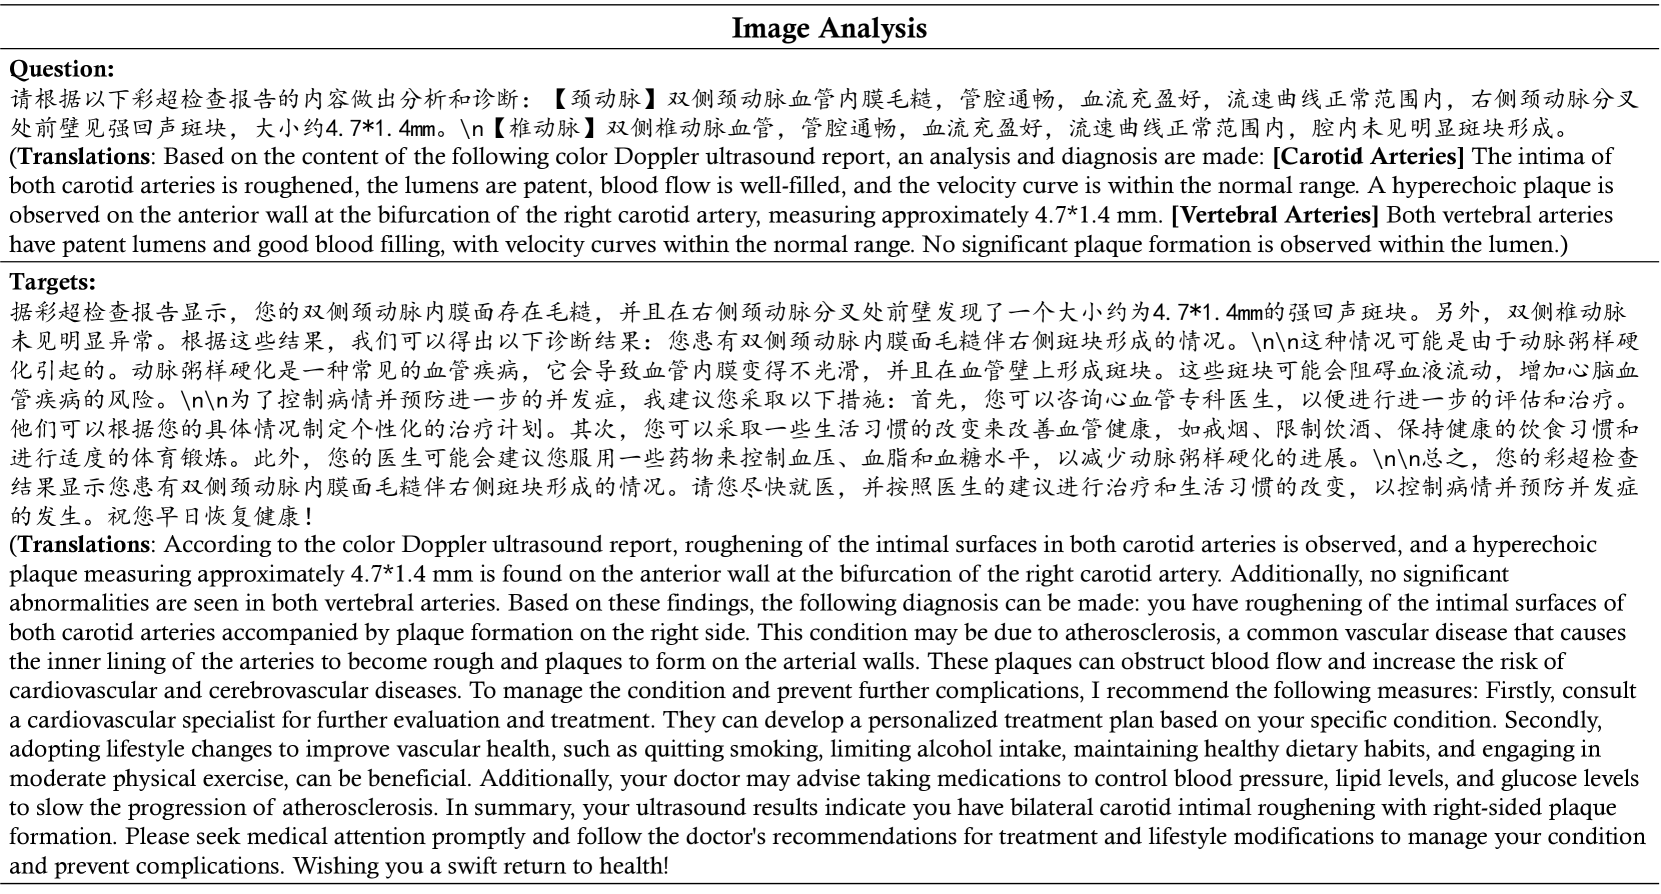 Image Analysis
Question:
请根据以下彩超检查报告的内容做出分析和诊断：【颈动脉】双侧颈动脉血管内膜毛糙，管腔通畅，血流充盈好，流速曲线正常范围内，右侧颈动脉分叉
处前壁见强回声斑块，大小约4.7*1.4mm。\n【椎动脉】双侧椎动脉血管，管腔通畅，血流充盈好，流速曲线正常范围内，腔内未见明显斑块形成。
(Translations: Based on the content of the following color Doppler ultrasound report, an analysis and diagnosis are made: [Carotid Arteries] The intima of
both carotid arteries is roughened, the lumens are patent, blood flow is well-filled, and the velocity curve is within the normal range. A hyperechoic plaque is
observed on the anterior wall at the bifurcation of the right carotid artery, measuring approximately 4.7*1.4 mm. [Vertebral Arteries] Both vertebral arteries
have patent lumens and good blood filling, with velocity curves within the normal range. No significant plaque formation is observed within the lumen.)
Targets:
据彩超检查报告显示，您的双侧颈动脉内膜面存在毛糙，并且在右侧颈动脉分叉处前壁发现了一个大小约为4.7*1.4mm的强回声斑块。另外，双侧椎动脉
未见明显异常。根据这些结果，我们可以得出以下诊断结果：您患有双侧颈动脉内膜面毛糙伴右侧斑块形成的情况。\n\n这种情况可能是由于动脉粥样硬
化引起的。动脉粥样硬化是一种常见的血管疾病，它会导致血管内膜变得不光滑，并且在血管壁上形成斑块。这些斑块可能会阻碍血液流动，增加心脑血
管疾病的风险。\n\n为了控制病情并预防进一步的并发症，我建议您采取以下措施：首先，您可以咨询心血管专科医生，以便进行进一步的评估和治疗。
他们可以根据您的具体情况制定个性化的治疗计划。其次，您可以采取一些生活习惯的改变来改善血管健康，如戒烟、限制饮酒、保持健康的饮食习惯和
进行适度的体育锻炼。此外，您的医生可能会建议您服用一些药物来控制血压、血脂和血糖水平，以减少动脉粥样硬化的进展。\n\n总之，您的彩超检查
结果显示您患有双侧颈动脉内膜面毛糙伴右侧斑块形成的情况。请您尽快就医，并按照医生的建议进行治疗和生活习惯的改变，以控制病情并预防并发症
的发生。祝您早日恢复健康！
(Translations: According to the color Doppler ultrasound report, roughening of the intimal surfaces in both carotid arteries is observed, and a hyperechoic
plaque measuring approximately 4.7*1.4 mm is found on the anterior wall at the bifurcation of the right carotid artery. Additionally, no significant
abnormalities are seen in both vertebral arteries. Based on these findings, the following diagnosis can be made: you have roughening of the intimal surfaces of
both carotid arteries accompanied by plaque formation on the right side. This condition may be due to atherosclerosis, a common vascular disease that causes
the inner lining of the arteries to become rough and plaques to form on the arterial walls. These plaques can obstruct blood flow and increase the risk of
cardiovascular and cerebrovascular diseases. To manage the condition and prevent further complications, I recommend the following measures: Firstly, consult
a cardiovascular specialist for further evaluation and treatment. They can develop a personalized treatment plan based on your specific condition. Secondly,
adopting lifestyle changes to improve vascular health, such as quitting smoking, limiting alcohol intake, maintaining healthy dietary habits, and engaging in
moderate physical exercise, can be beneficial. Additionally, your doctor may advise taking medications to control blood pressure, lipid levels, and glucose levels
to slow the progression of atherosclerosis. In summary, your ultrasound results indicate you have bilateral carotid intimal roughening with right-sided plaque
formation. Please seek medical attention promptly and follow the doctor's recommendations for treatment and lifestyle modifications to manage your condition
and prevent complications. Wishing you a swift return to health!